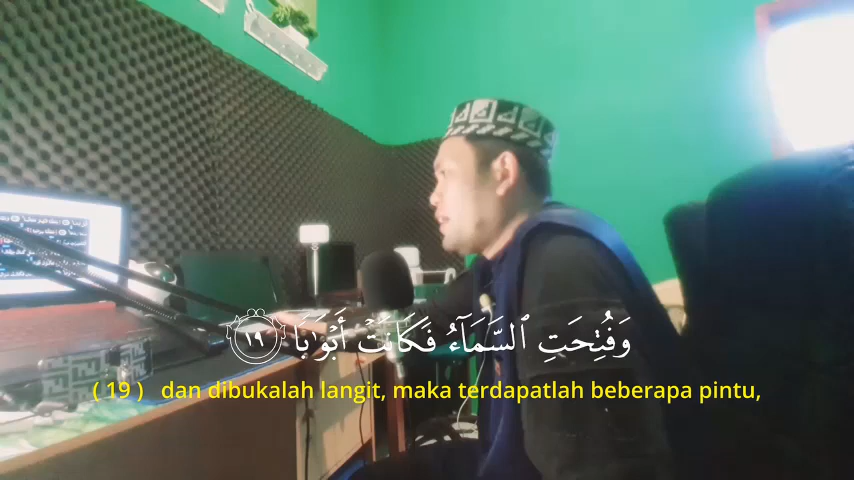 وَفُتِحَتِ ٱلسَّمَآءُ فَكَانَتْ أَبْوَٰبًا ١٩
( 19 ) dan dibukalah langit, maka terdapatlah beberapa pintu,